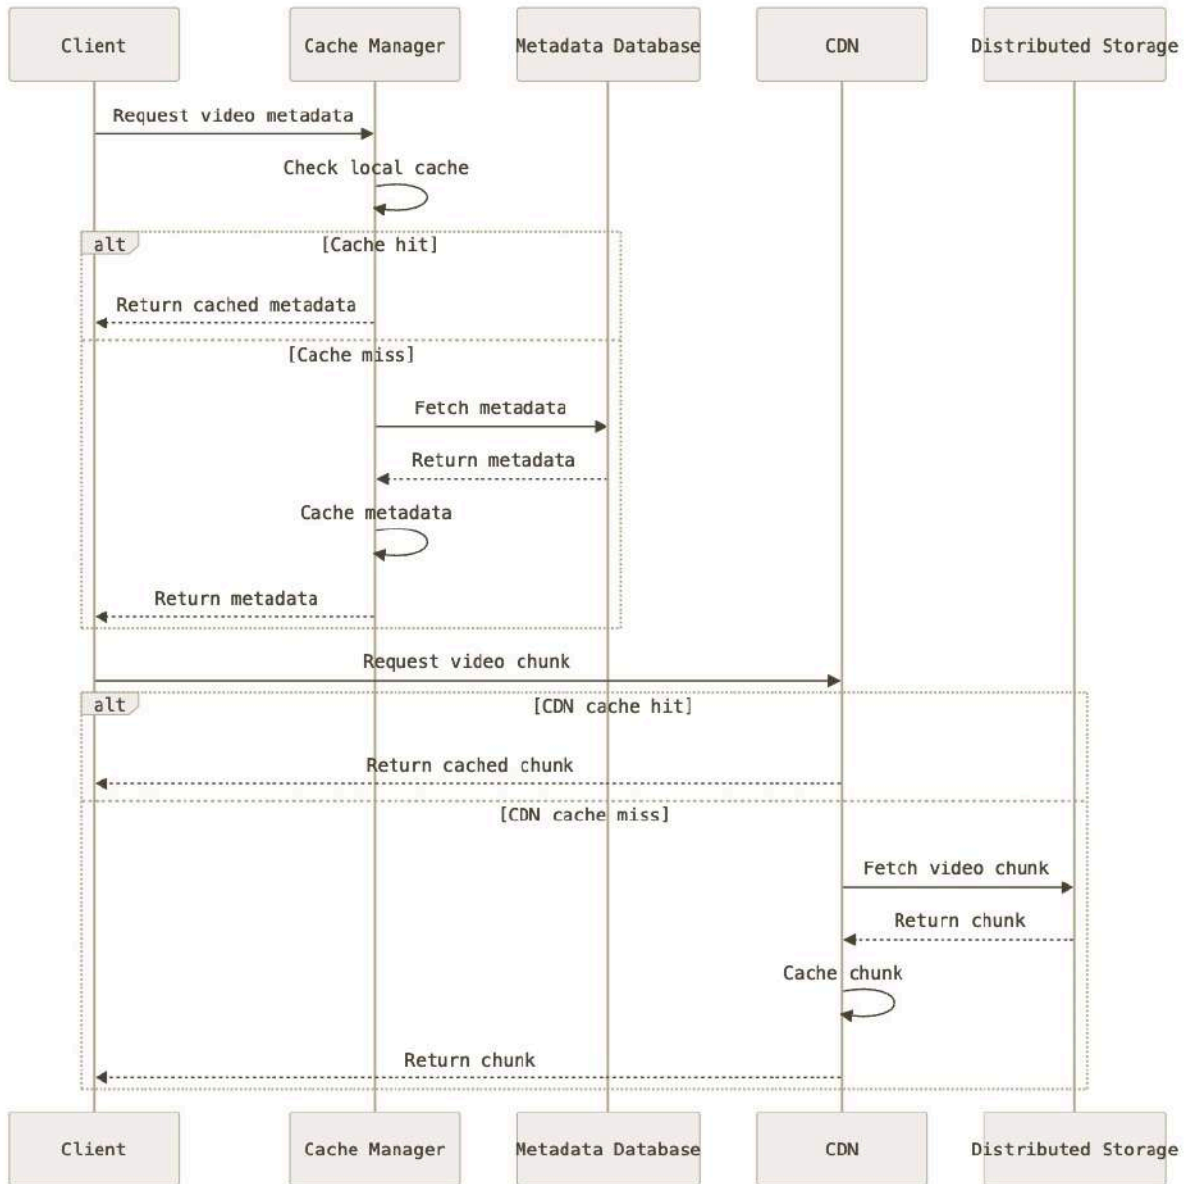 Client Cache Manager Metadata Database CDN Distributed Storage
Request video metadata
Check local cache
alt [Cache hit]
Return cached metadata
[Cache miss]
Fetch metadata
Return metadata
Cache metadata
Return metadata
Request video chunk
alt [CDN cache hit]
Return cached chunk
[CDN cache miss]
Fetch video chunk
Return chunk
Cache chunk
Return chunk
Client Cache Manager Metadata Database CDN Distributed Storage